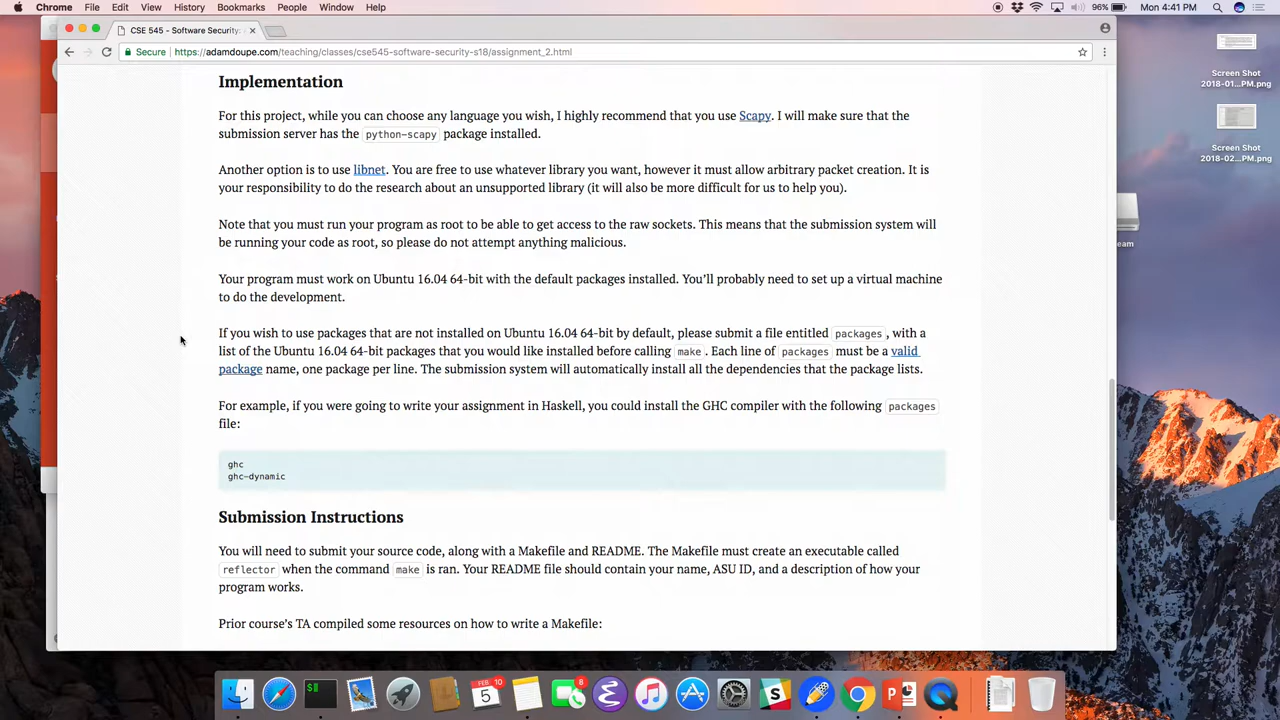 Chrome File Edit View History Bookmarks People Window Help 96% Mon 4:41 PM
CSE 545 - Software Security:
Secure https://adamdoupe.com/teaching/classes/cse545-software-security-s18/assignment_2.html
Screen Shot
2018-01...PM.png
Screen Shot
2018-02...PM.png
eam
Implementation
For this project, while you can choose any language you wish, I highly recommend that you use Scapy. I will make sure that the
submission server has the python-scapy package installed.
Another option is to use libnet. You are free to use whatever library you want, however it must allow arbitrary packet creation. It is
your responsibility to do the research about an unsupported library (it will also be more difficult for us to help you).
Note that you must run your program as root to be able to get access to the raw sockets. This means that the submission system will
be running your code as root, so please do not attempt anything malicious.
Your program must work on Ubuntu 16.04 64-bit with the default packages installed. You'll probably need to set up a virtual machine
to do the development.
If you wish to use packages that are not installed on Ubuntu 16.04 64-bit by default, please submit a file entitled packages, with a
list of the Ubuntu 16.04 64-bit packages that you would like installed before calling make. Each line of packages must be a valid
package name, one package per line. The submission system will automatically install all the dependencies that the package lists.
For example, if you were going to write your assignment in Haskell, you could install the GHC compiler with the following packages
file:
ghc
ghc-dynamic
Submission Instructions
You will need to submit your source code, along with a Makefile and README. The Makefile must create an executable called
reflector when the command make is ran. Your README file should contain your name, ASU ID, and a description of how your
program works.
Prior course's TA compiled some resources on how to write a Makefile:
FEB 10
5
8